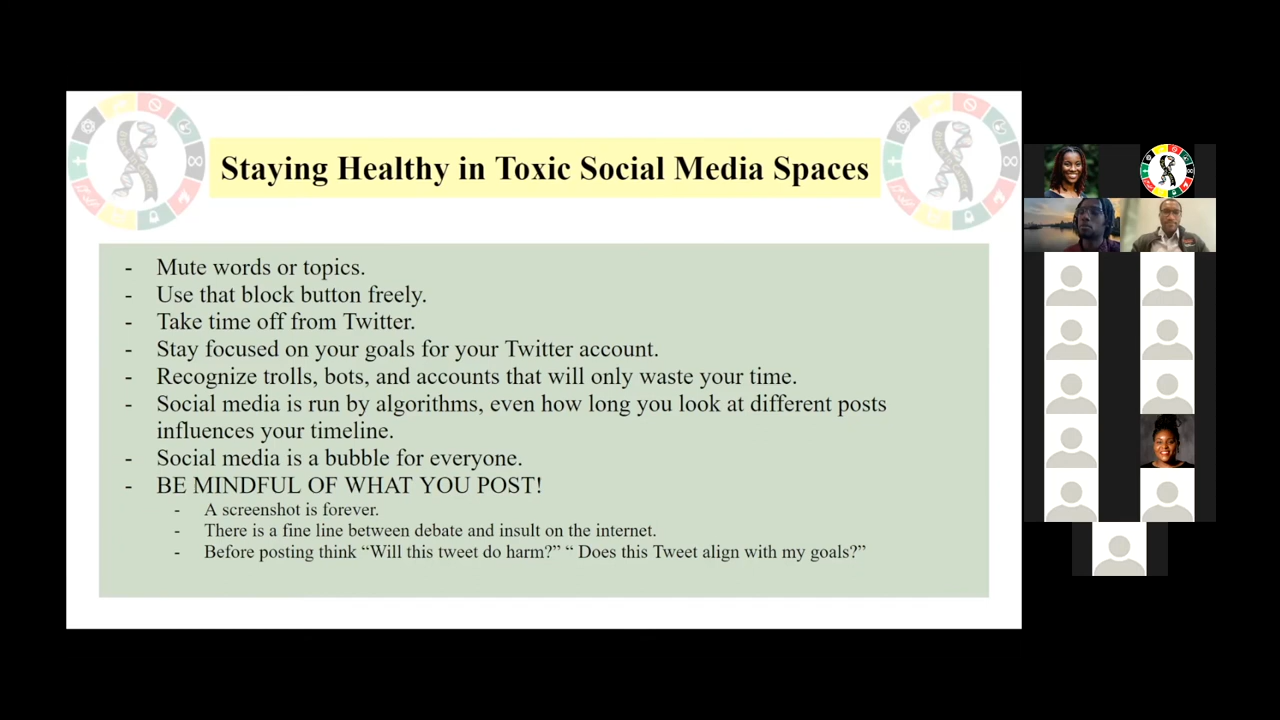 Staying Healthy in Toxic Social Media Spaces
- Mute words or topics.
- Use that block button freely.
- Take time off from Twitter.
- Stay focused on your goals for your Twitter account.
- Recognize trolls, bots, and accounts that will only waste your time.
- Social media is run by algorithms, even how long you look at different posts
influences your timeline.
- Social media is a bubble for everyone.
- BE MINDFUL OF WHAT YOU POST!
- A screenshot is forever.
- There is a fine line between debate and insult on the internet.
- Before posting think “Will this tweet do harm?” “ Does this Tweet align with my goals?”